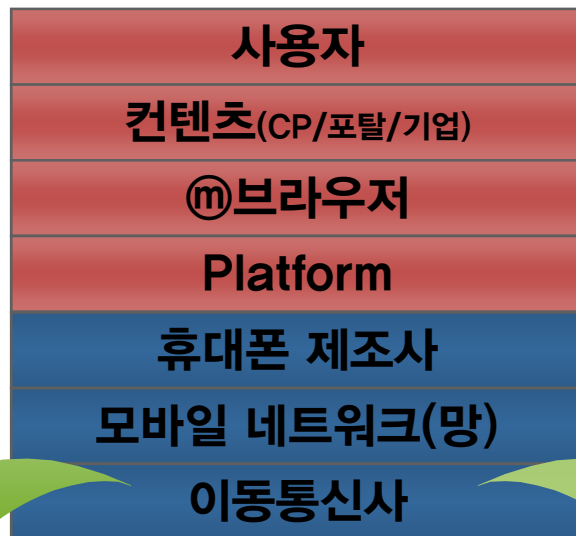 사용자
컨텐츠(CP/포탈/기업)
ⓜ브라우저
Platform
휴대폰 제조사
모바일 네트워크(망)
이동통신사